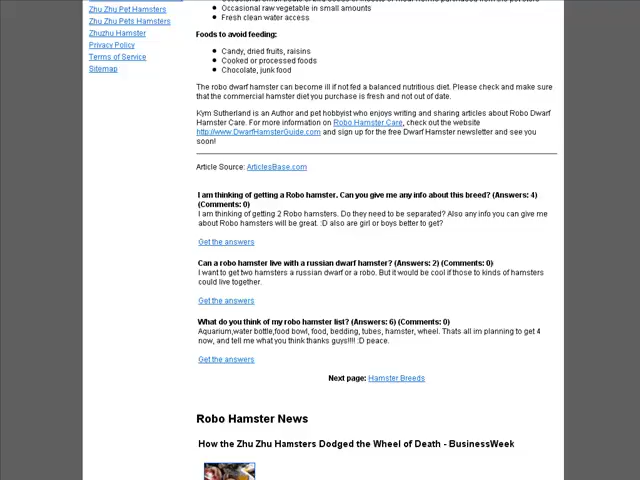 Zhu Zhu Pet Hamsters
Zhu Zhu Pets Hamsters
Zhuzhu Hamster
Privacy Policy
Terms of Service
Sitemap
Occasional raw vegetable in small amounts
Fresh clean water access
Foods to avoid feeding:
Candy, dried fruits, raisins
Cooked or processed foods
Chocolate, junk food
The robo dwarf hamster can become ill if not fed a balanced nutritious diet. Please check and make sure
that the commercial hamster diet you purchase is fresh and not out of date.
Kym Sutherland is an Author and pet hobbyist who enjoys writing and sharing articles about Robo Dwarf
Hamster Care. For more information on Robo Hamster Care, check out the website
http://www.DwarfHamsterGuide.com and sign up for the free Dwarf Hamster newsletter and see you
soon!
Article Source: ArticlesBase.com
I am thinking of getting a Robo hamster. Can you give me any info about this breed? (Answers: 4)
(Comments: 0)
I am thinking of getting 2 Robo hamsters. Do they need to be separated? Also any info you can give me
about Robo hamsters will be great. :D also are girl or boys better to get?
Get the answers
Can a robo hamster live with a russian dwarf hamster? (Answers: 2) (Comments: 0)
I want to get two hamsters a russian dwarf or a robo. But it would be cool if those to kinds of hamsters
could live together.
Get the answers
What do you think of my robo hamster list? (Answers: 6) (Comments: 0)
Aquarium,water bottle,food bowl, food, bedding, tubes, hamster, wheel. Thats all im planning to get 4
now, and tell me what you think thanks guys!!!! :D peace.
Get the answers
Next page: Hamster Breeds
Robo Hamster News
How the Zhu Zhu Hamsters Dodged the Wheel of Death - BusinessWeek